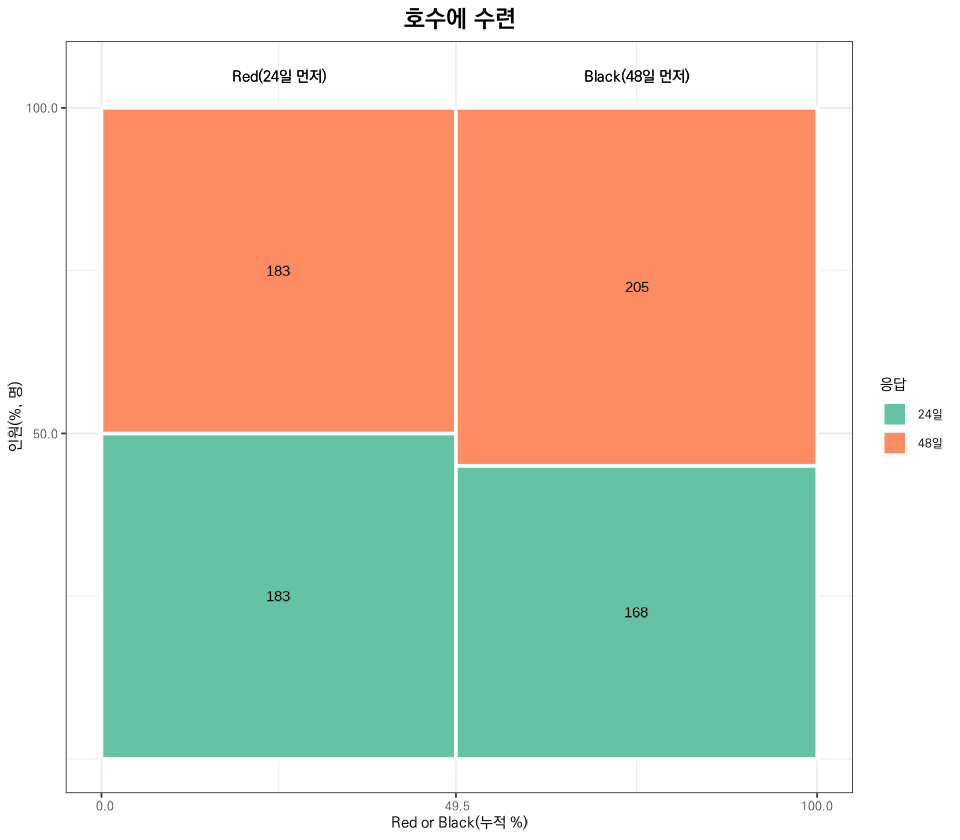 호수에 수련
Red(24일 먼저)
Black(48일 먼저)
100.0
50.0
인원(%, 명)
183
205
183
168
0.0
49.5
100.0
Red or Black(누적 %)
응답
24일
48일